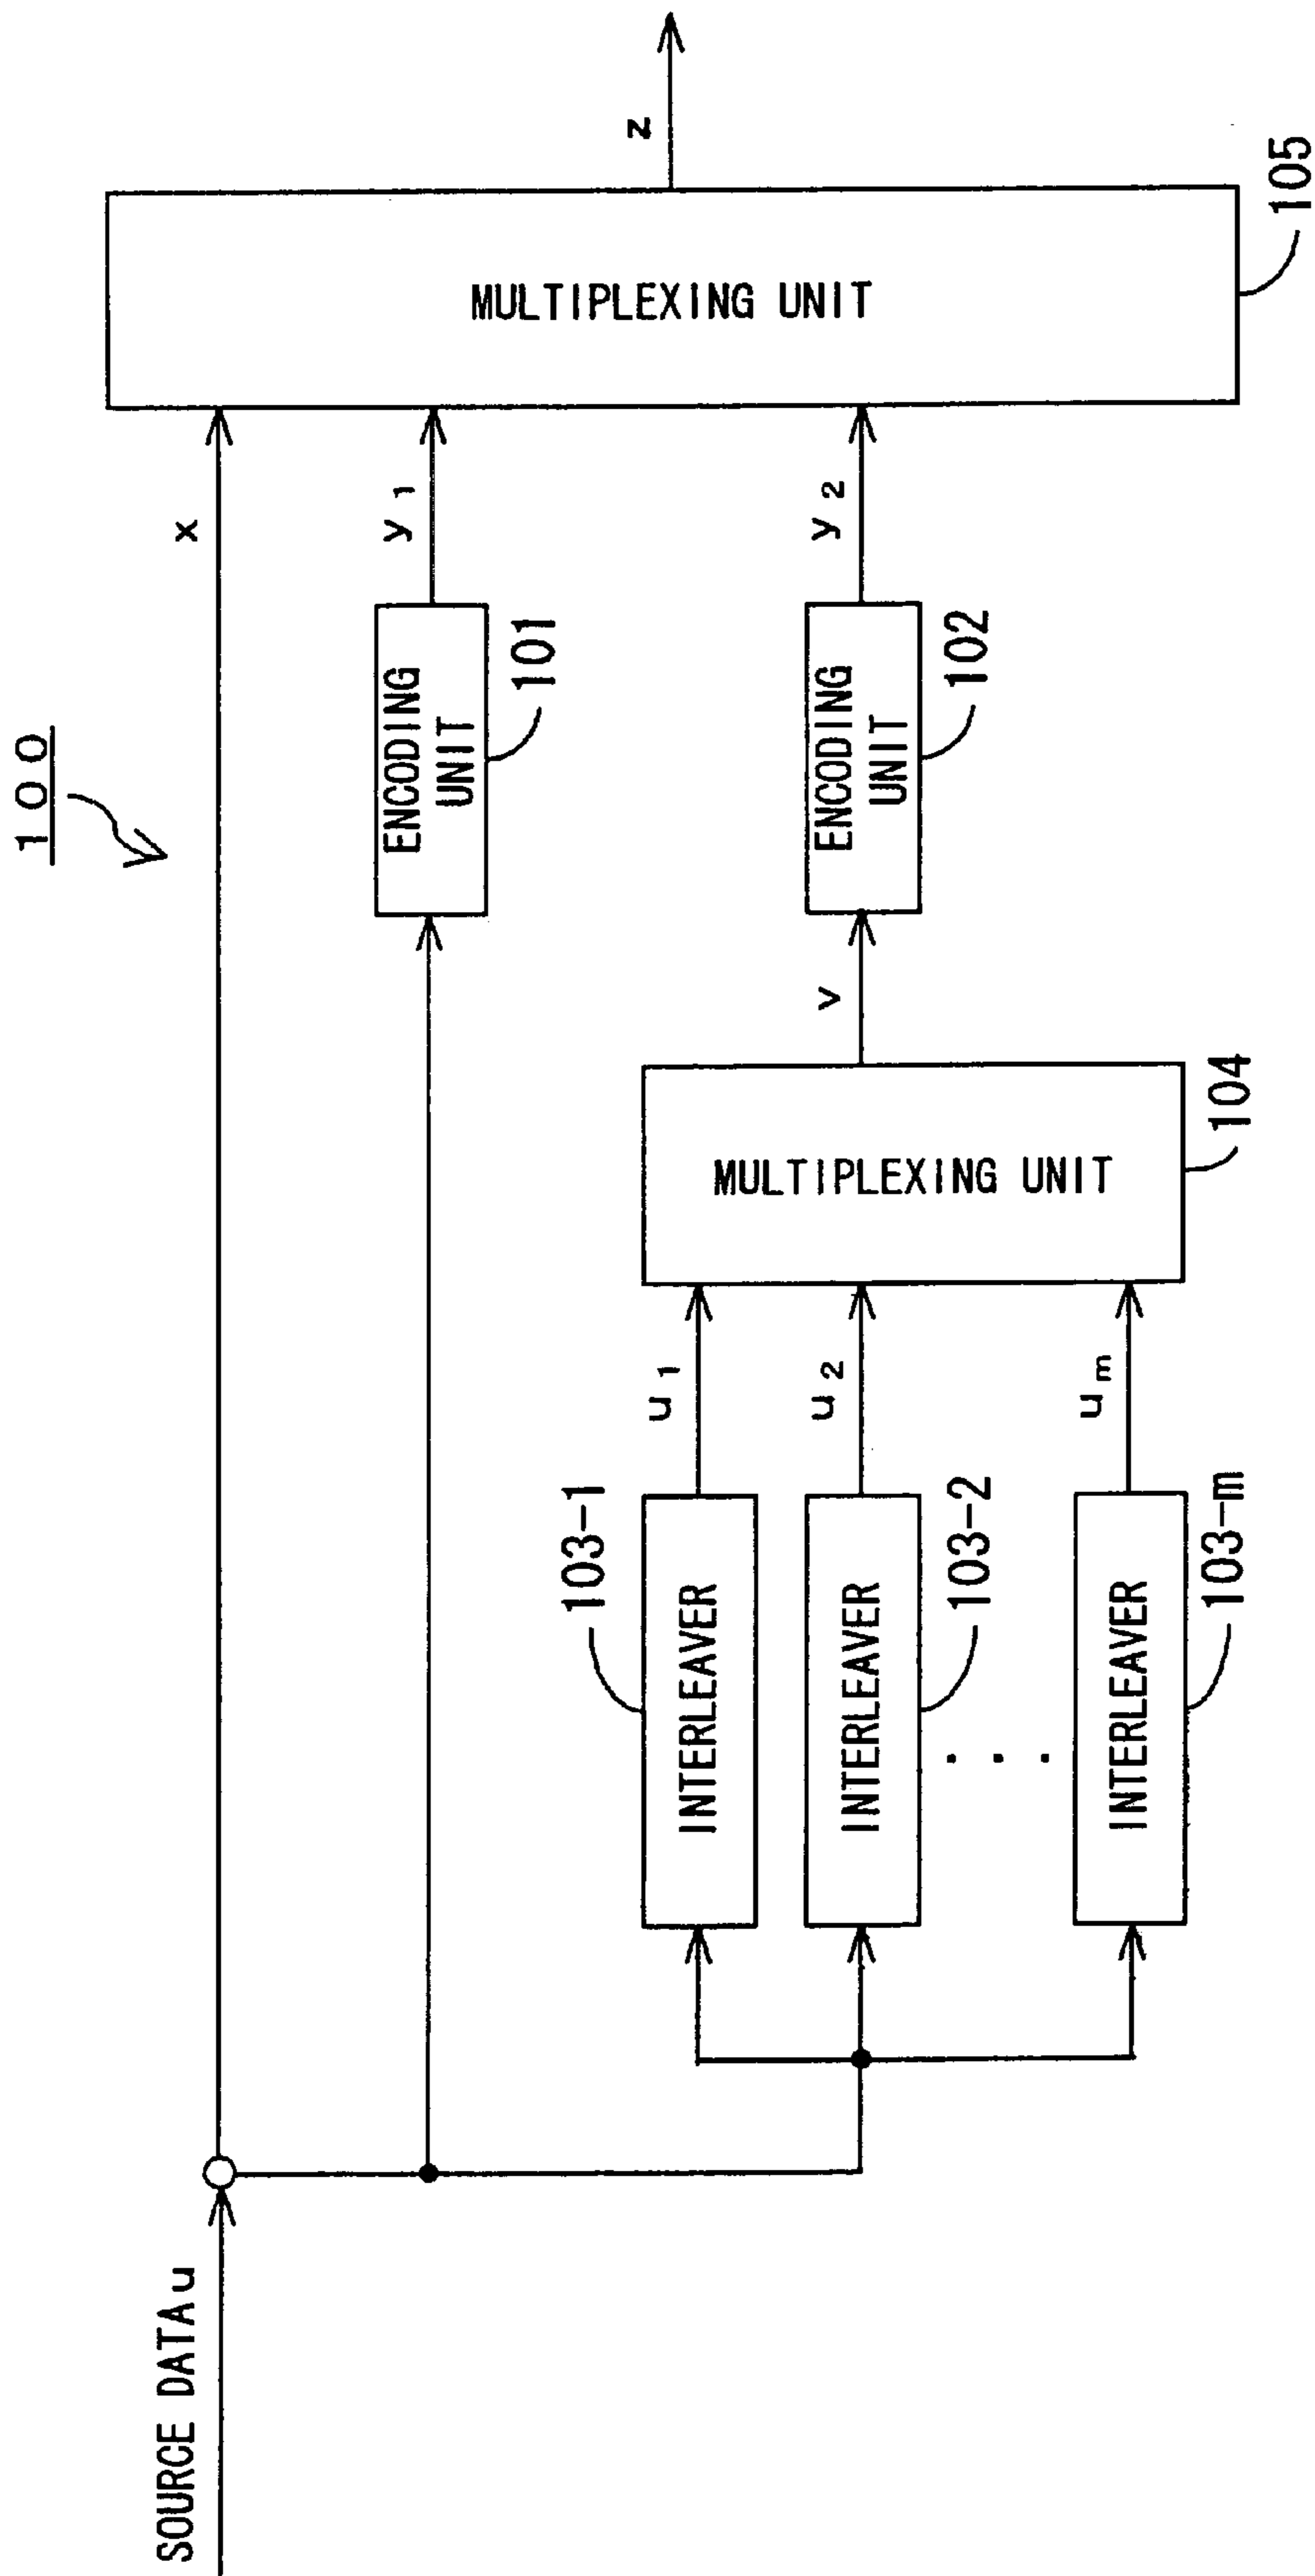 100
SOURCE DATA u
x
ENCODING
UNIT
101
y1
INTERLEAVER
103-1
u1
INTERLEAVER
103-2
u2
. . .
INTERLEAVER
103-m
um
MULTIPLEXING UNIT
104
v
ENCODING
UNIT
102
y2
MULTIPLEXING UNIT
105
z